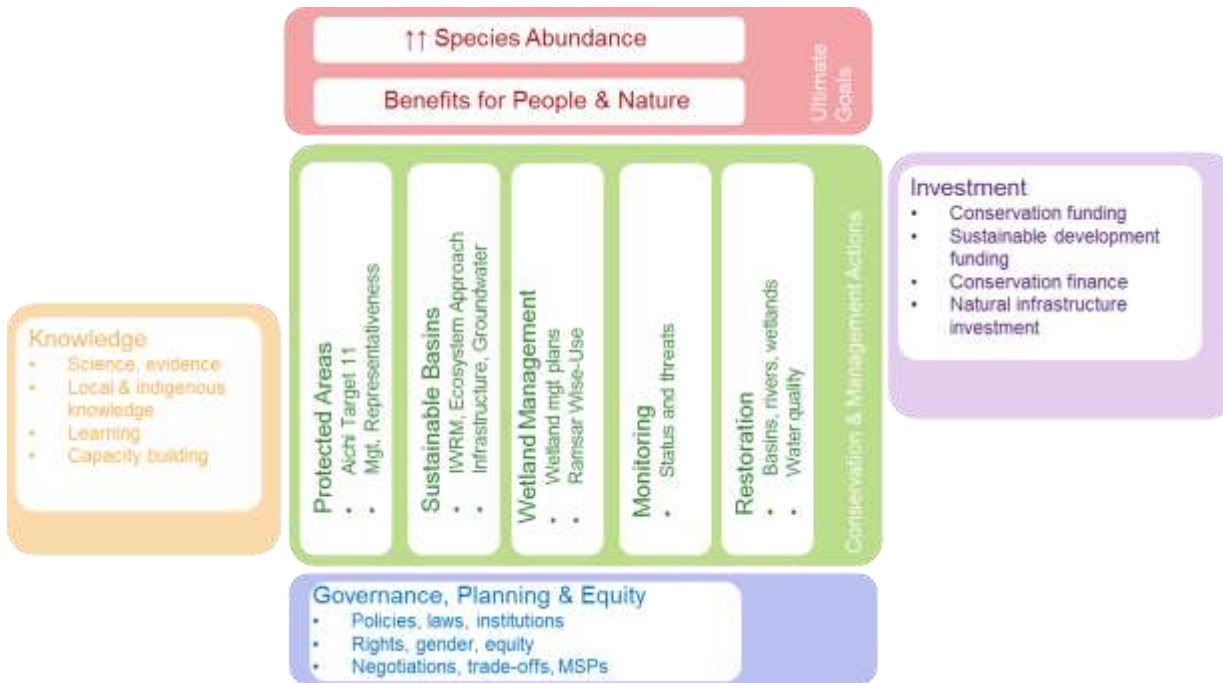 ↑↑ Species Abundance
Benefits for People & Nature
Ultimate
Goals
Knowledge
• Science, evidence
• Local & indigenous
knowledge
• Learning
• Capacity building
Protected Areas
• Aichi Target 11
• Mgt, Representativeness
Sustainable Basins
• IWRM, Ecosystem Approach
• Infrastructure, Groundwater
Wetland Management
• Wetland mgt plans
• Ramsar Wise-Use
Monitoring
• Status and threats
Restoration
• Basins, rivers, wetlands
• Water quality
Conservation & Management Actions
Investment
• Conservation funding
• Sustainable development
funding
• Conservation finance
• Natural infrastructure
investment
Governance, Planning & Equity
• Policies, laws, institutions
• Rights, gender, equity
• Negotiations, trade-offs, MSPs